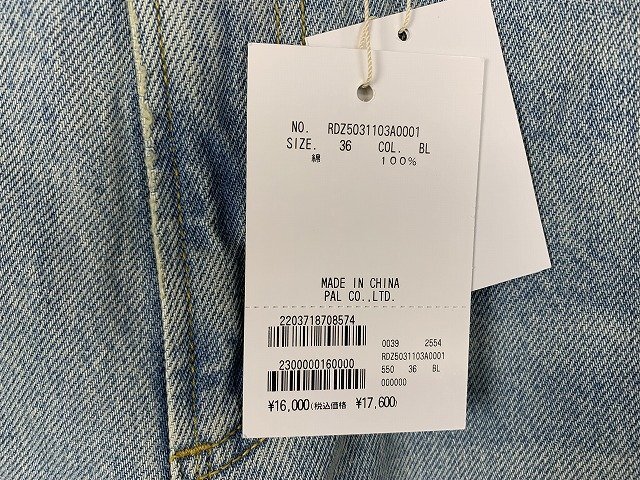 NO. RDZ5031103A0001
SIZE. 36 COL. BL
綿 100%
MADE IN CHINA
PAL CO.,LTD.
2203718708574
0039 2554
RDZ5031103A0001
2300000160000
550 36 BL
000000
¥16,000(税込価格 ¥17,600)